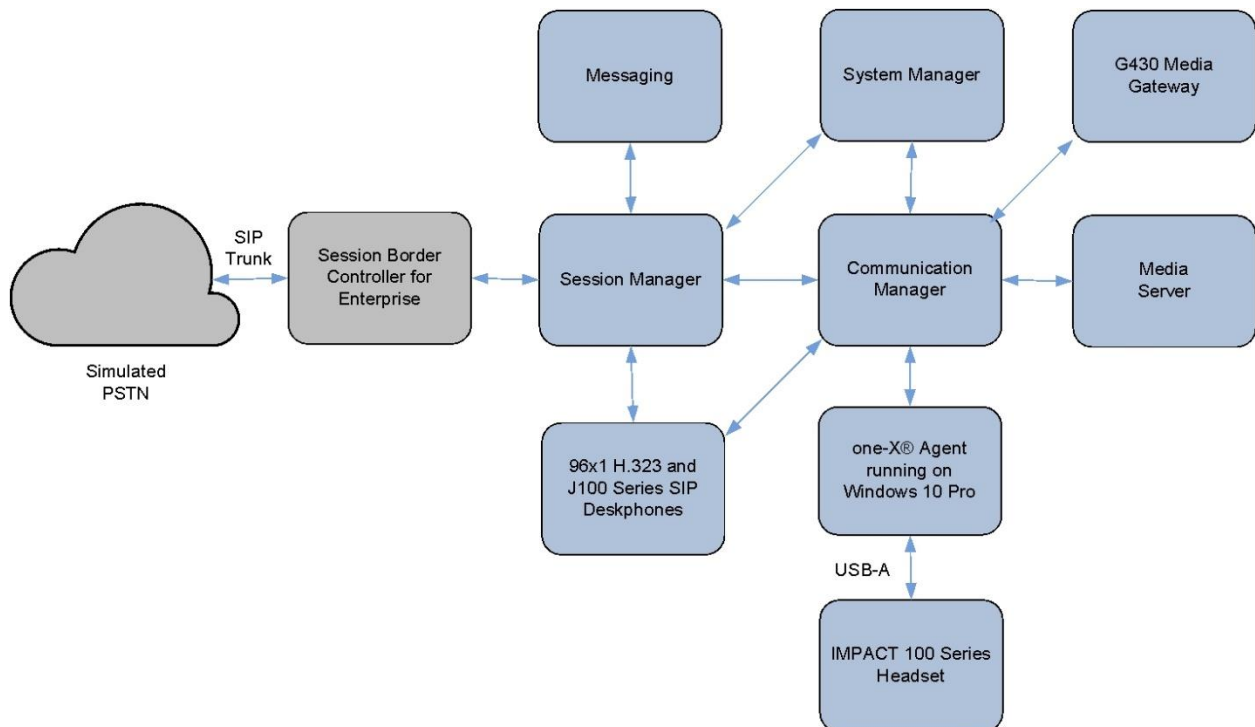 Messaging
System Manager
G430 Media
Gateway
SIP
Trunk
Session Border
Controller for
Enterprise
Session Manager
Communication
Manager
Media
Server
Simulated
PSTN
96x1 H.323 and
J100 Series SIP
Deskphones
one-X® Agent
running on
Windows 10 Pro
USB-A
IMPACT 100 Series
Headset